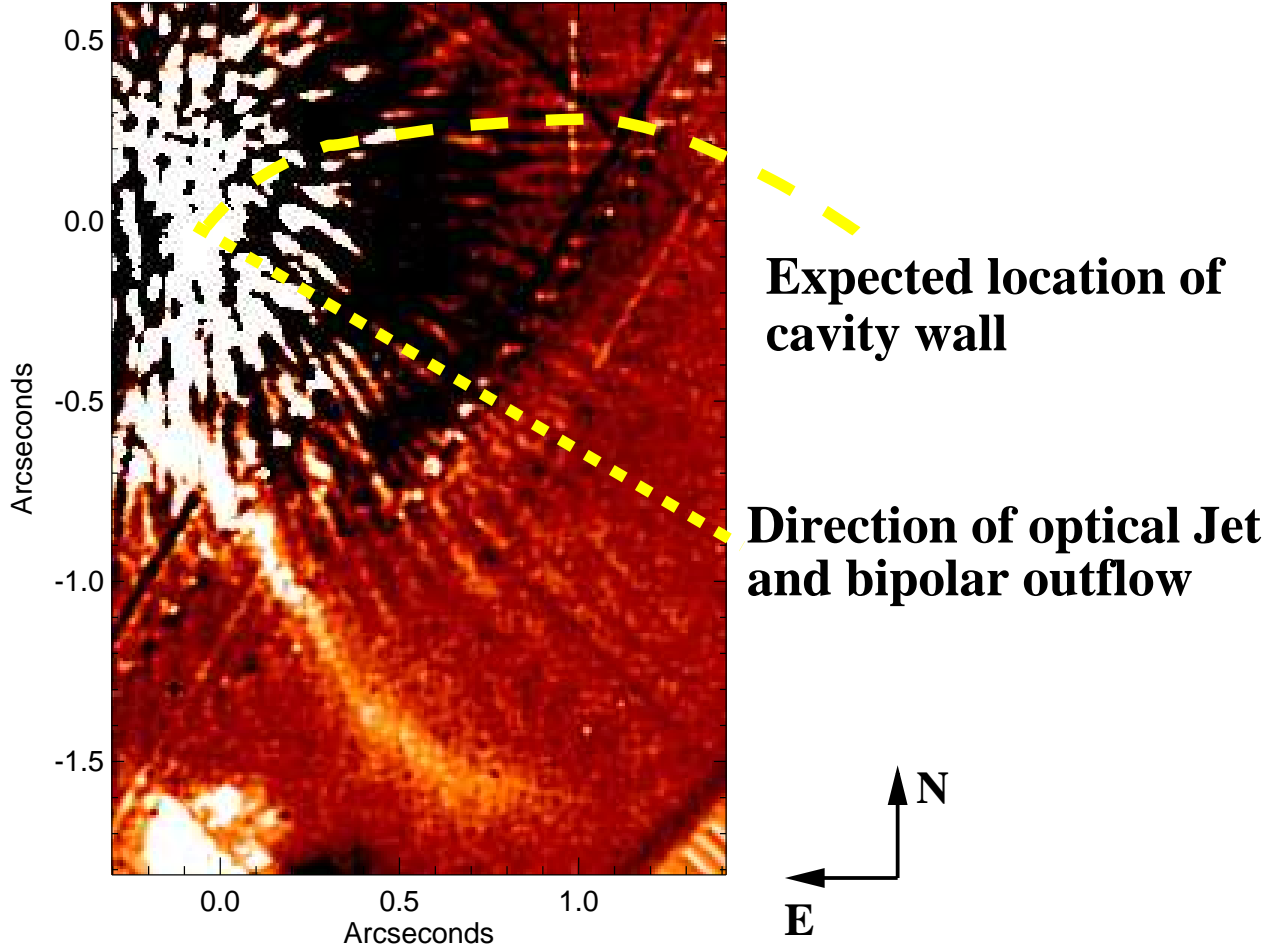 0.5
0.0
-0.5
-1.0
-1.5
Arcseconds
0.0 0.5 1.0
Arcseconds
Expected location of
cavity wall
Direction of optical Jet
and bipolar outflow
N
E